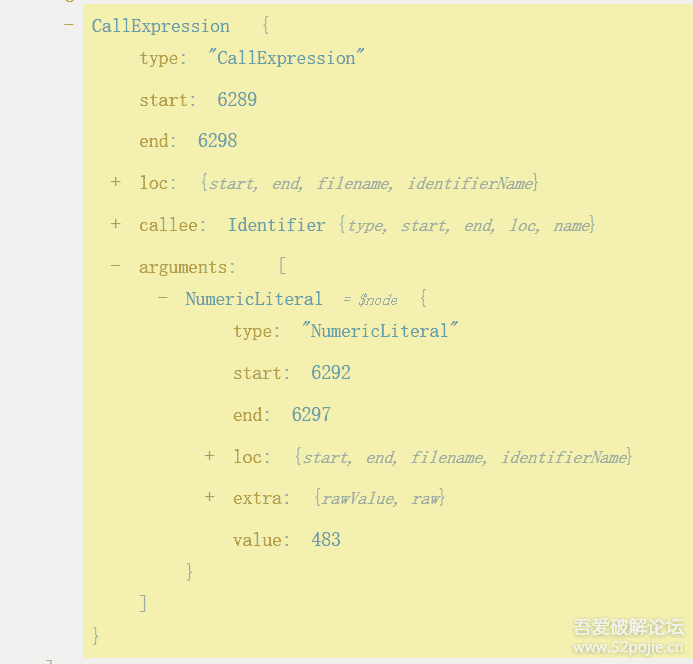 - CallExpression {
type: "CallExpression"
start: 6289
end: 6298
+ loc: {start, end, filename, identifierName}
+ callee: Identifier {type, start, end, loc, name}
- arguments: [
- NumericLiteral = $node {
type: "NumericLiteral"
start: 6292
end: 6297
+ loc: {start, end, filename, identifierName}
+ extra: {rawValue, raw}
value: 483
}
]
}
吾爱破解论坛
www.52pojie.cn